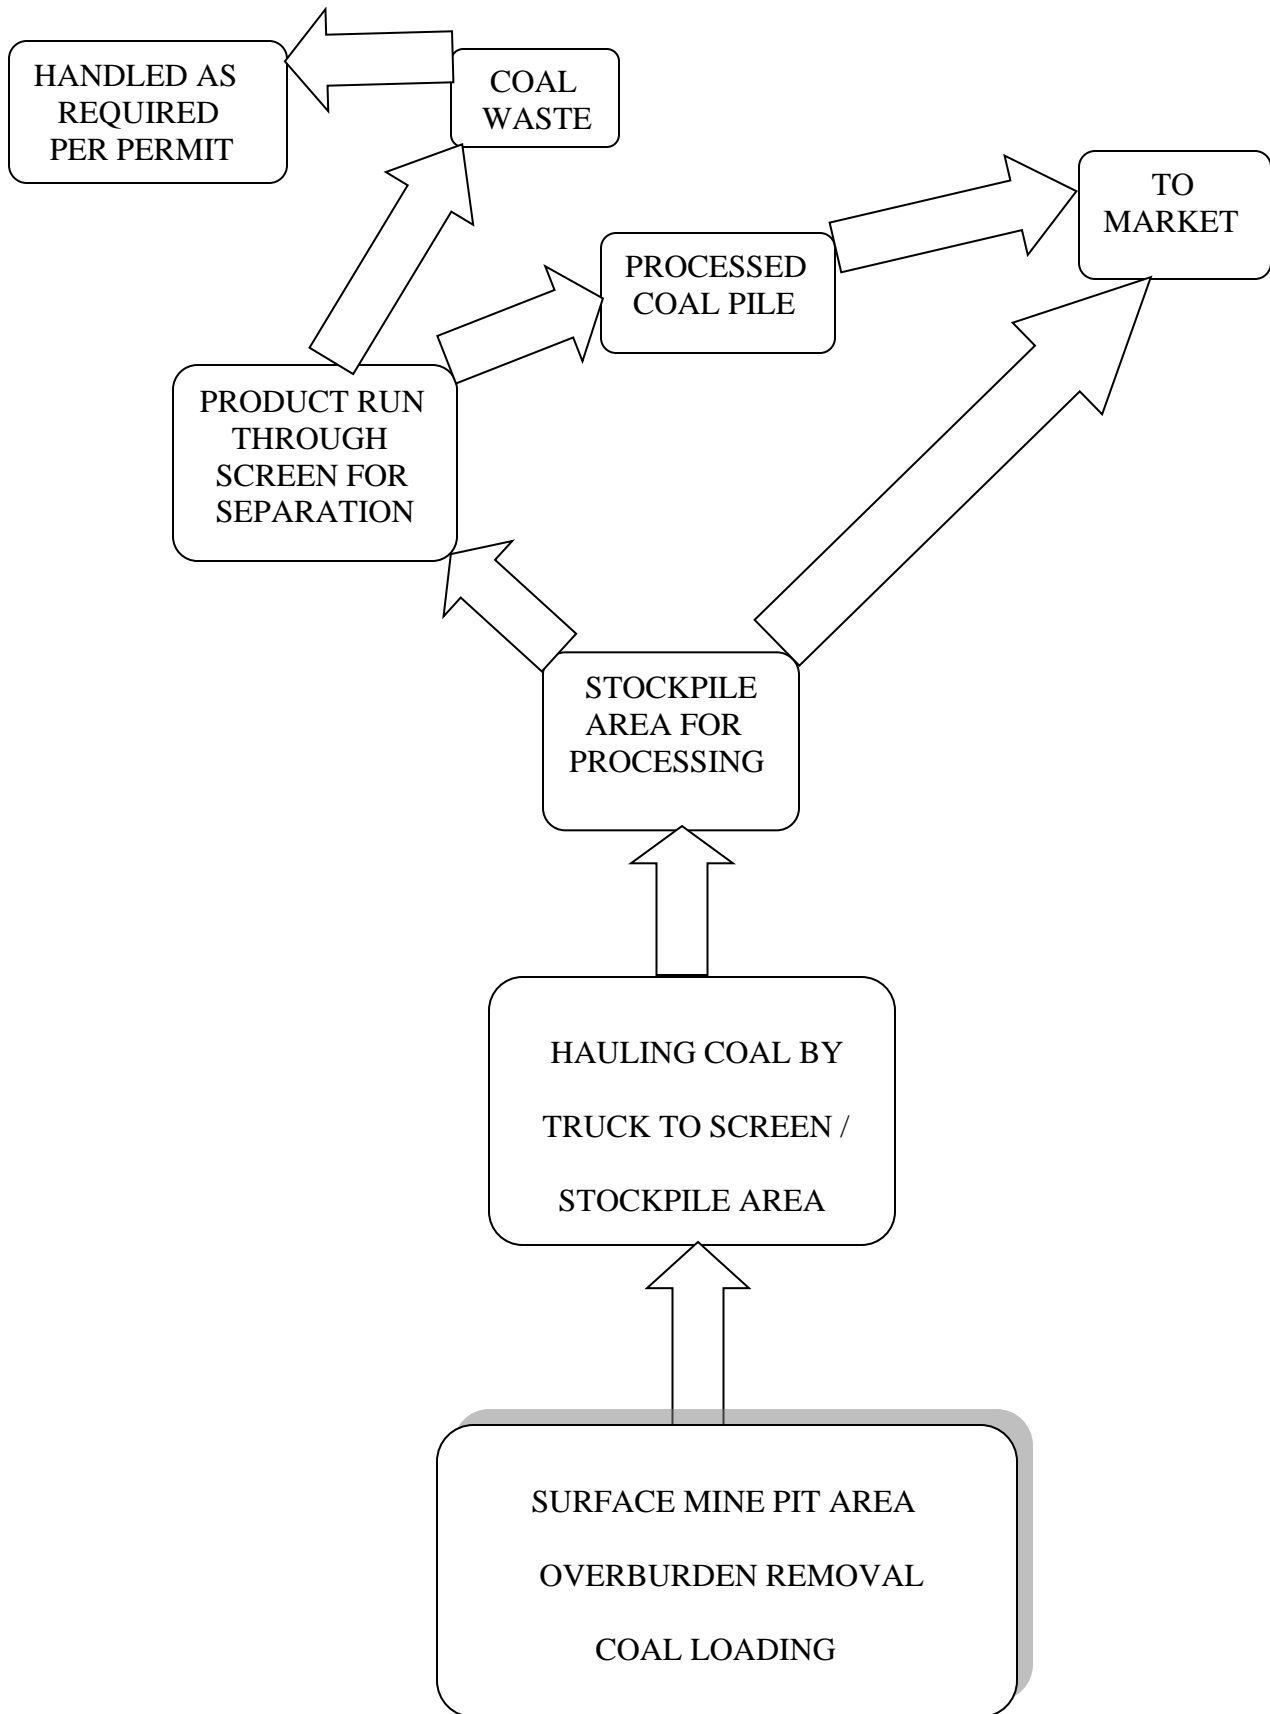 HANDLED AS
REQUIRED
PER PERMIT
COAL
WASTE
TO
MARKET
PROCESSED
COAL PILE
PRODUCT RUN
THROUGH
SCREEN FOR
SEPARATION
STOCKPILE
AREA FOR
PROCESSING
HAULING COAL BY
TRUCK TO SCREEN /
STOCKPILE AREA
SURFACE MINE PIT AREA
OVERBURDEN REMOVAL
COAL LOADING